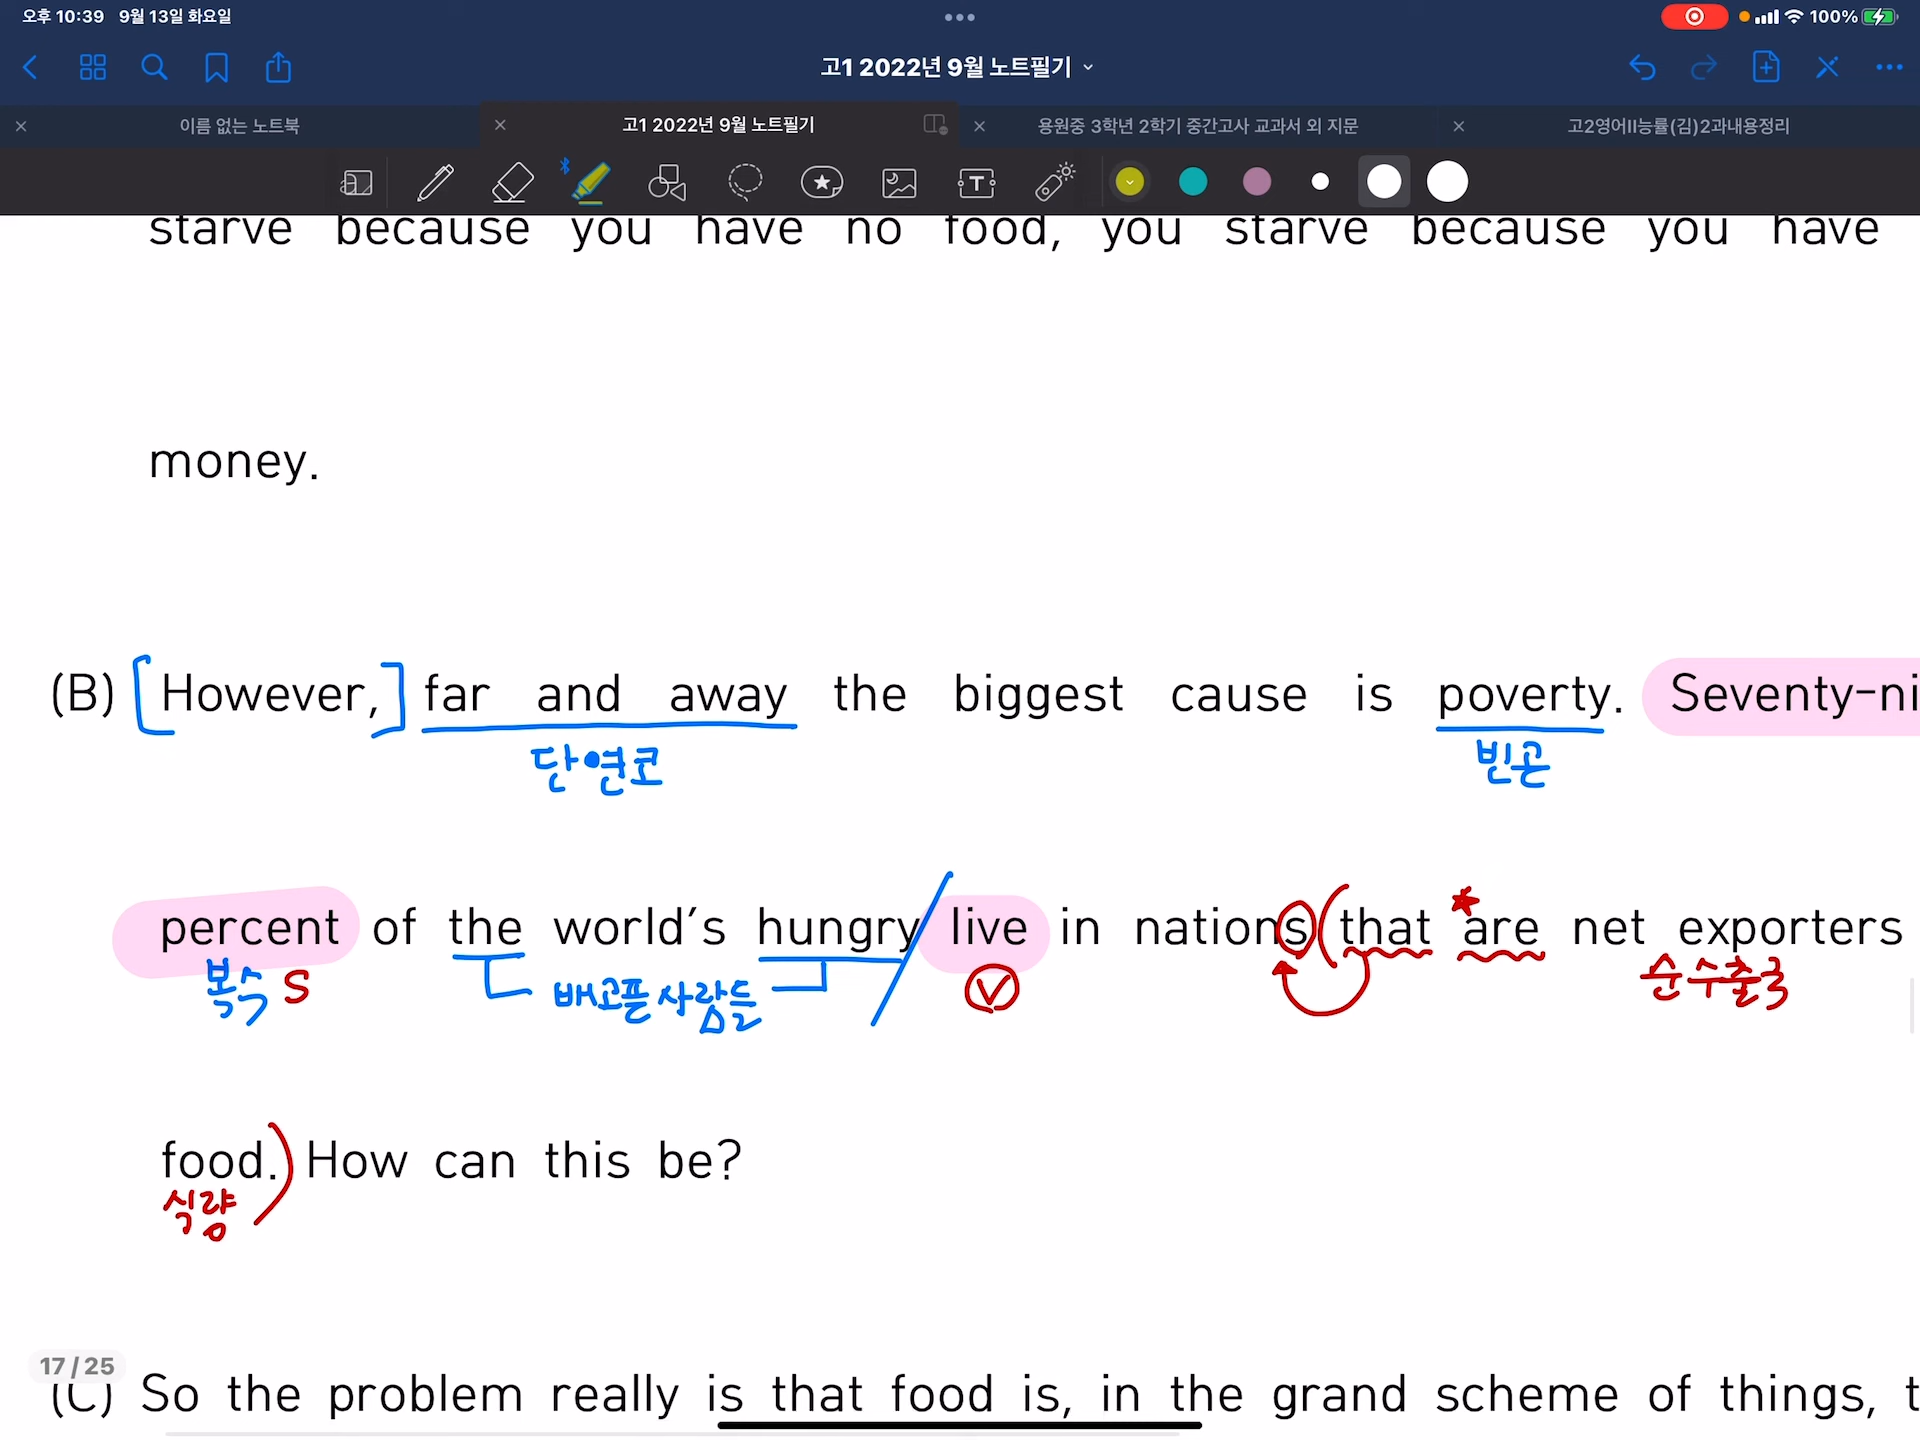 오후 10:39 9월 13일 화요일
100%
고1 2022년 9월 노트필기
이름 없는 노트북
고1 2022년 9월 노트필기
용원중 3학년 2학기 중간고사 교과서 외 지문
고2영어II능률(김)2과내용정리
starve because you have no food, you starve because you have
money.
(B) [However,] far and away the biggest cause is poverty. Seventy-ni
단연코 빈곤
percent of the world's hungry / live in nations (that *are net exporters
복수 S 배고픈 사람들 V 순수출국
food.) How can this be?
식량
17 / 25
(C) So the problem really is that food is, in the grand scheme of things, t